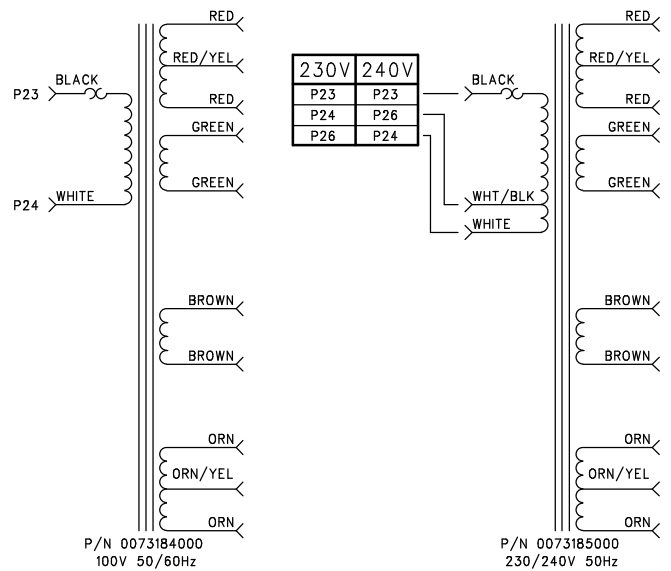 RED
RED/YEL
BLACK
P23
RED
GREEN
GREEN
P24
WHITE
BROWN
BROWN
ORN
ORN/YEL
ORN
P/N 0073184000
100V 50/60Hz
230V 240V
P23 P23
P24 P26
P26 P24
RED
RED/YEL
BLACK
RED
GREEN
GREEN
WHT/BLK
WHITE
BROWN
BROWN
ORN
ORN/YEL
ORN
P/N 0073185000
230/240V 50Hz